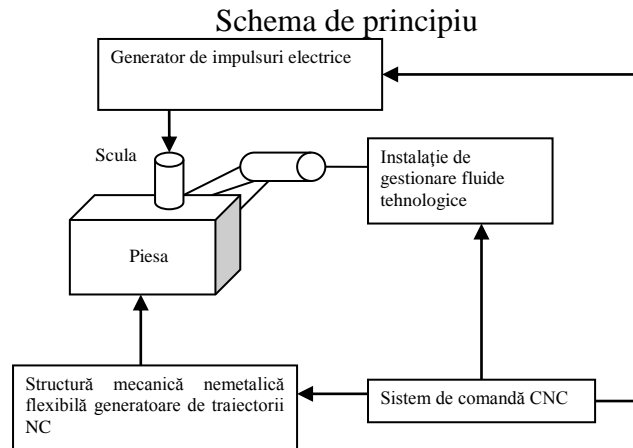 Schema de principiu
Generator de impulsuri electrice
Scula
Instalație de
gestionare fluide
tehnologice
Piesa
Structură mecanică nemetalică
flexibilă generatoare de traiectorii
NC
Sistem de comandă CNC